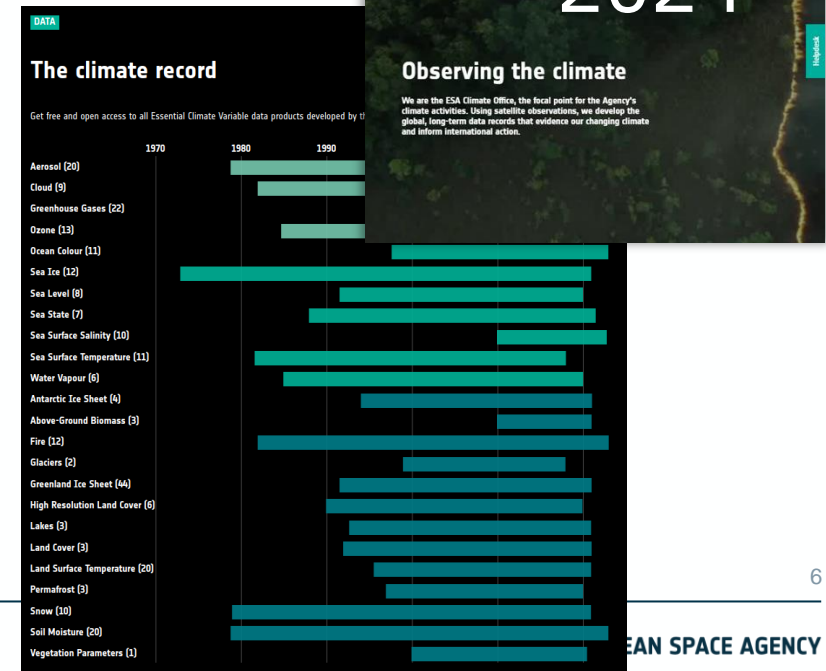 DATA
The climate record
Get free and open access to all Essential Climate Variable data products developed by
1970 1980 1990
Aerosol (20)
Cloud (9)
Greenhouse Gases (22)
Ozone (13)
Ocean Colour (11)
Sea Ice (12)
Sea Level (8)
Sea State (7)
Sea Surface Salinity (10)
Sea Surface Temperature (11)
Water Vapour (6)
Antarctic Ice Sheet (4)
Above-Ground Biomass (3)
Fire (12)
Glaciers (2)
Greenland Ice Sheet (44)
High Resolution Land Cover (6)
Lakes (3)
Land Cover (3)
Land Surface Temperature (20)
Permafrost (3)
Snow (10)
Soil Moisture (20)
Vegetation Parameters (1)
Helpdesk
Observing the climate
We are the ESA Climate Office, the focal point for the Agency's
climate activities. Using satellite observations, we develop the
global, long-term data records that evidence our changing climate
and inform international action.
6
EAN SPACE AGENCY